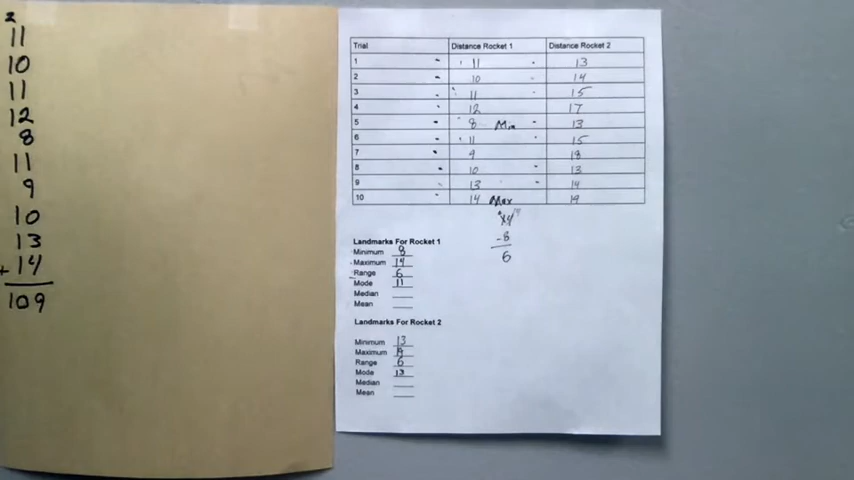 2
11
10
11
12
8
11
9
10
13
+ 14
109
Trial Distance Rocket 1 Distance Rocket 2
1 11 13
2 10 14
3 11 15
4 12 17
5 8 Min 13
6 11 15
7 9 18
8 10 13
9 13 14
10 14 Max 19
14
-8
6
Landmarks For Rocket 1
Minimum 8
Maximum 14
Range 6
Mode 11
Median
Mean
Landmarks For Rocket 2
Minimum 13
Maximum 19
Range 6
Mode 13
Median
Mean